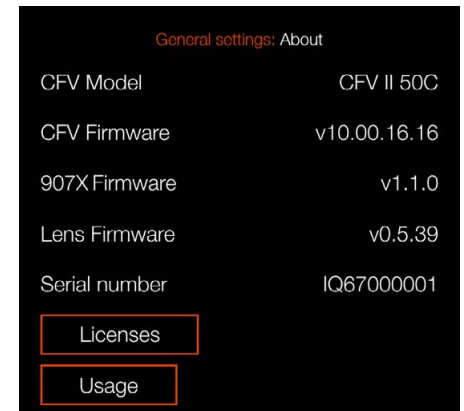 General settings: About
CFV Model CFV II 50C
CFV Firmware v10.00.16.16
907X Firmware v1.1.0
Lens Firmware v0.5.39
Serial number IQ67000001
Licenses
Usage